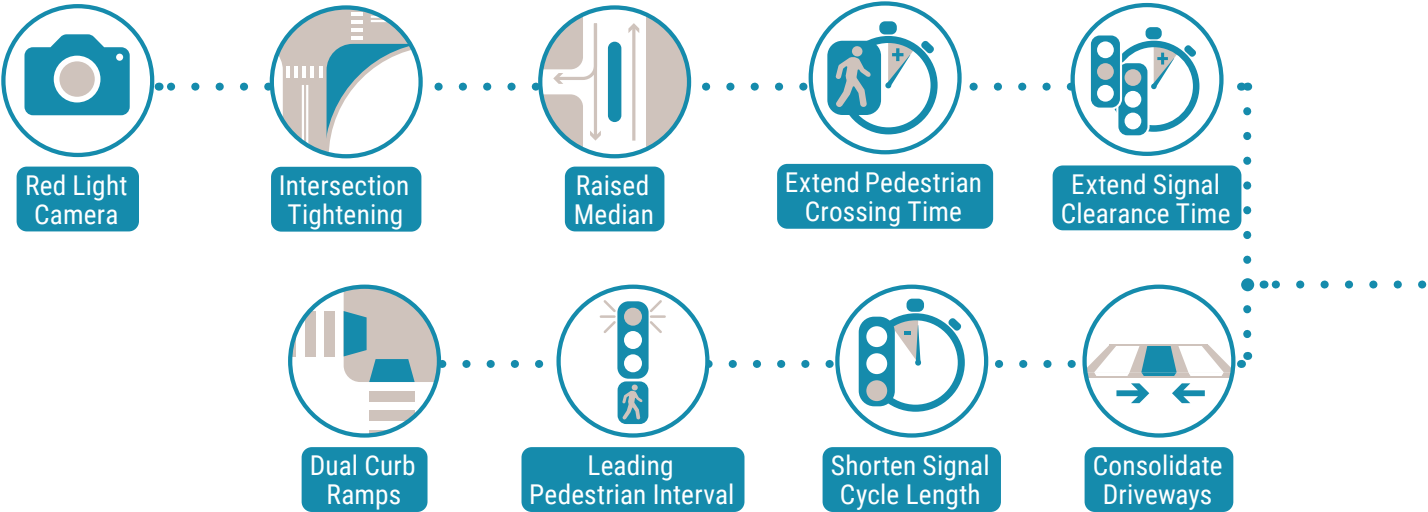 Red Light
Camera
Intersection
Tightening
Raised
Median
Extend Pedestrian
Crossing Time
Extend Signal
Clearance Time
Dual Curb
Ramps
Leading
Pedestrian Interval
Shorten Signal
Cycle Length
Consolidate
Driveways